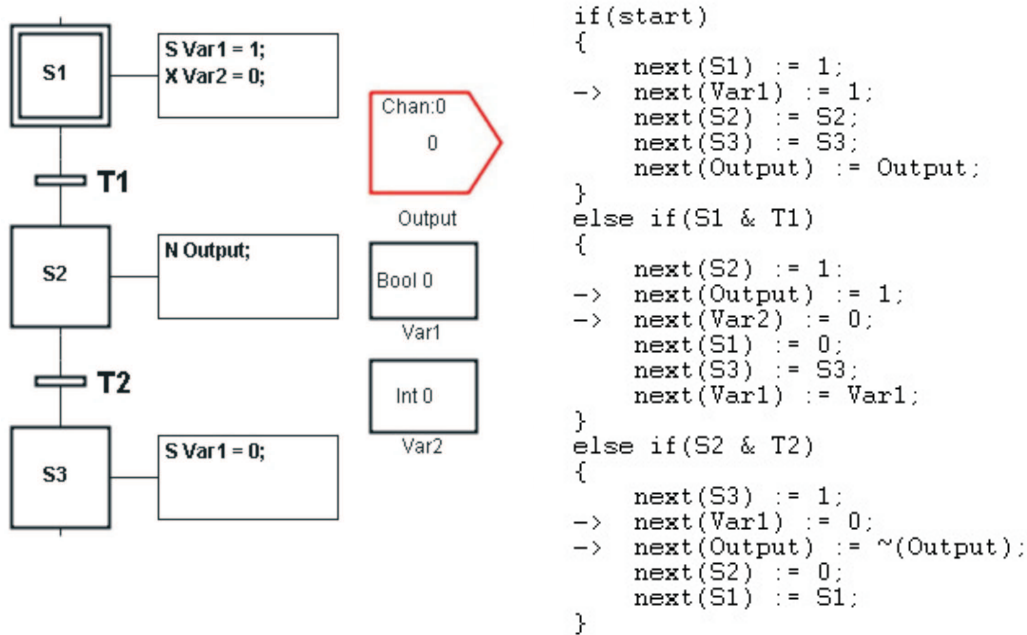 S1
S Var1 = 1;
X Var2 = 0;
T1
S2
N Output;
T2
S3
S Var1 = 0;
Chan:0
0
Output
Bool 0
Var1
Int 0
Var2
if(start)
{
next(S1) := 1;
-> next(Var1) := 1;
next(S2) := S2;
next(S3) := S3;
next(Output) := Output;
}
else if(S1 & T1)
{
next(S2) := 1:
-> next(Output) := 1;
-> next(Var2) := 0;
next(S1) := 0;
next(S3) := S3;
next(Var1) := Var1;
}
else if(S2 & T2)
{
next(S3) := 1;
-> next(Var1) := 0;
-> next(Output) := ~(Output);
next(S2) := 0;
next(S1) := S1;
}